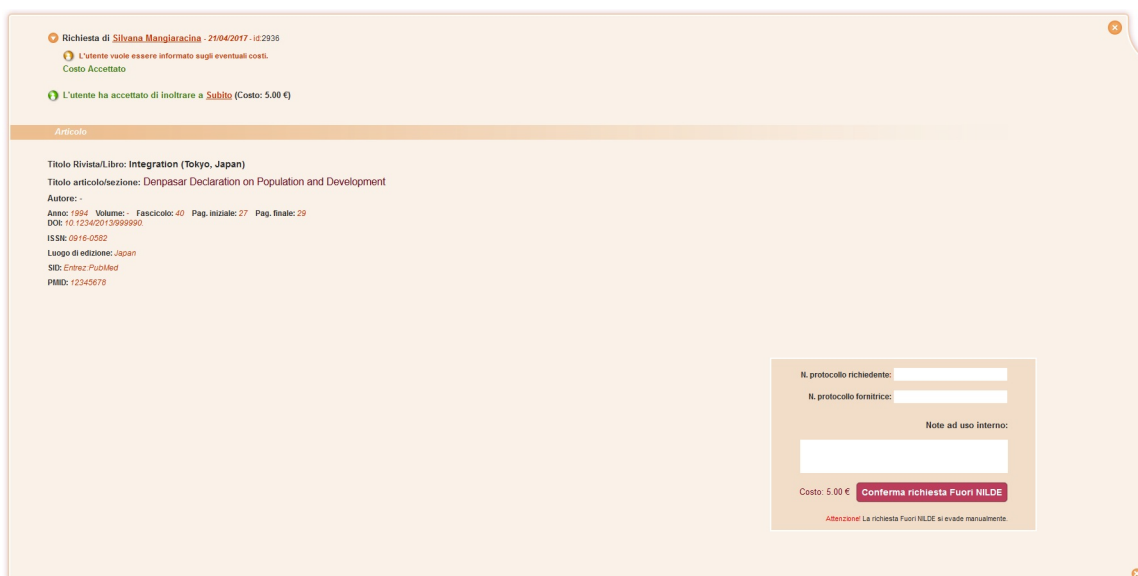 Richiesta di Silvana Mangiaracina - 21/04/2017 - id:2936
L'utente vuole essere informato sugli eventuali costi.
Costo Accettato
L'utente ha accettato di inoltrare a Subito (Costo: 5.00 €)
Articolo
Titolo Rivista/Libro: Integration (Tokyo, Japan)
Titolo articolo/sezione: Denpasar Declaration on Population and Development
Autore: -
Anno: 1994 Volume: - Fascicolo: 40 Pag. iniziale: 27 Pag. finale: 29
DOI: 10.1234/2013/999990.
ISSN: 0916-0582
Luogo di edizione: Japan
SID: Entrez:PubMed
PMID: 12345678
N. protocollo richiedente:
N. protocollo fornitrice:
Note ad uso interno:
Costo: 5.00 € Conferma richiesta Fuori NILDE
Attenzione! La richiesta Fuori NILDE si evade manualmente.